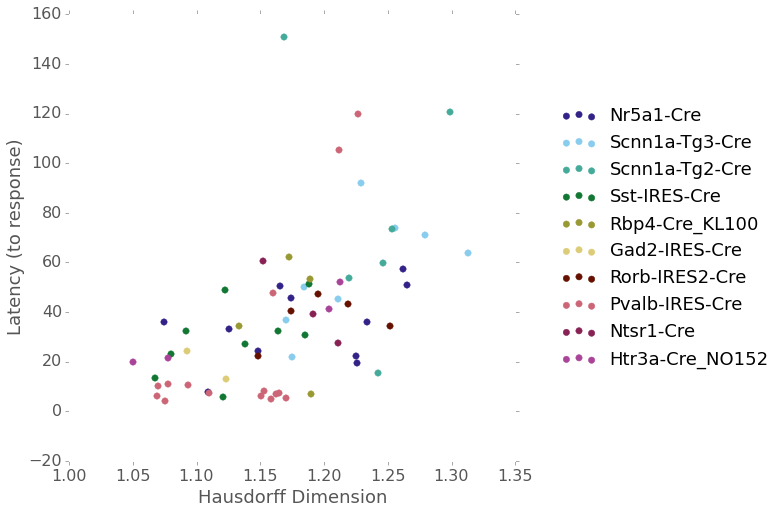 160
140
120
100
80
60
40
20
0
−20
Latency (to response)
1.00 1.05 1.10 1.15 1.20 1.25 1.30 1.35
Hausdorff Dimension
Nr5a1-Cre
Scnn1a-Tg3-Cre
Scnn1a-Tg2-Cre
Sst-IRES-Cre
Rbp4-Cre_KL100
Gad2-IRES-Cre
Rorb-IRES2-Cre
Pvalb-IRES-Cre
Ntsr1-Cre
Htr3a-Cre_NO152